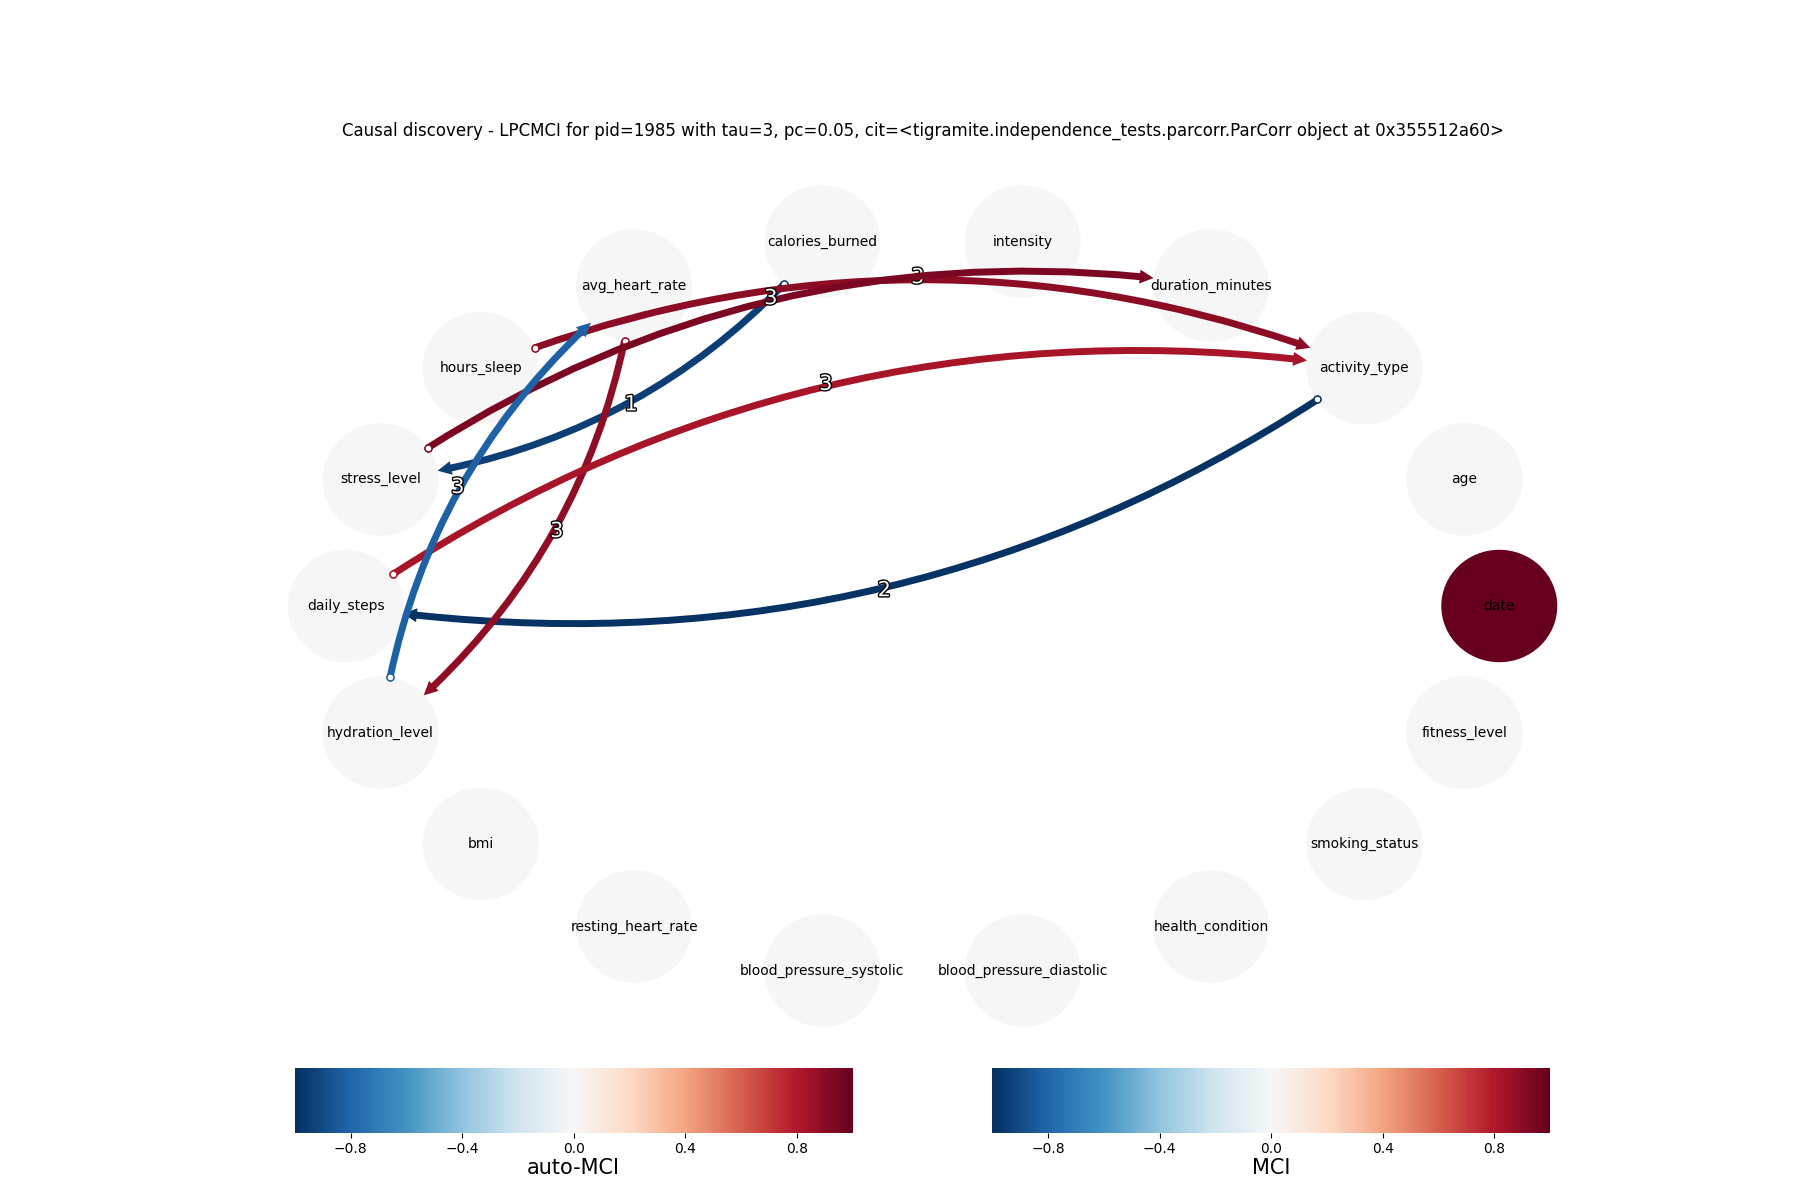 Causal discovery - LPCMCI for pid=1985 with tau=3, pc=0.05, cit=<tigramite.independence_tests.parcorr.ParCorr object at 0x355512a60>
calories_burned
intensity
avg_heart_rate
duration_minutes
3
3
hours_sleep
activity_type
3
1
stress_level
age
3
3
2
daily_steps
date
hydration_level
fitness_level
bmi
smoking_status
resting_heart_rate
health_condition
blood_pressure_systolic
blood_pressure_diastolic
−0.8 −0.4 0.0 0.4 0.8
auto-MCI
−0.8 −0.4 0.0 0.4 0.8
MCI